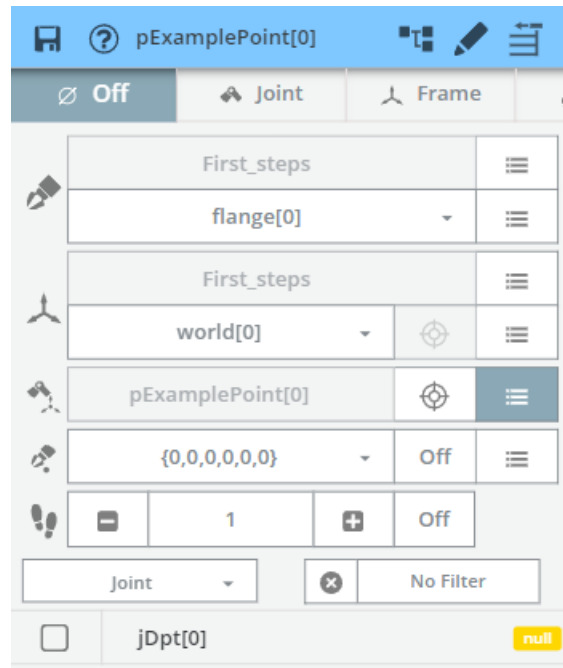 pExamplePoint[0]
Off Joint Frame
First_steps
flange[0]
First_steps
world[0]
pExamplePoint[0]
{0,0,0,0,0,0} Off
1 Off
Joint No Filter
jDpt[0] null